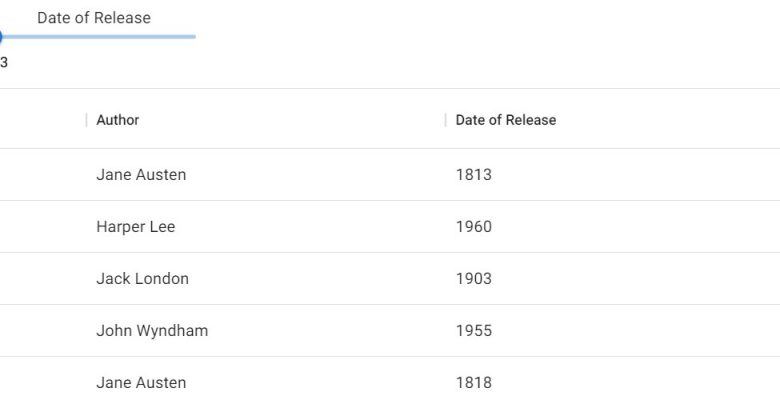 Date of Release
3
Author Date of Release
Jane Austen 1813
Harper Lee 1960
Jack London 1903
John Wyndham 1955
Jane Austen 1818